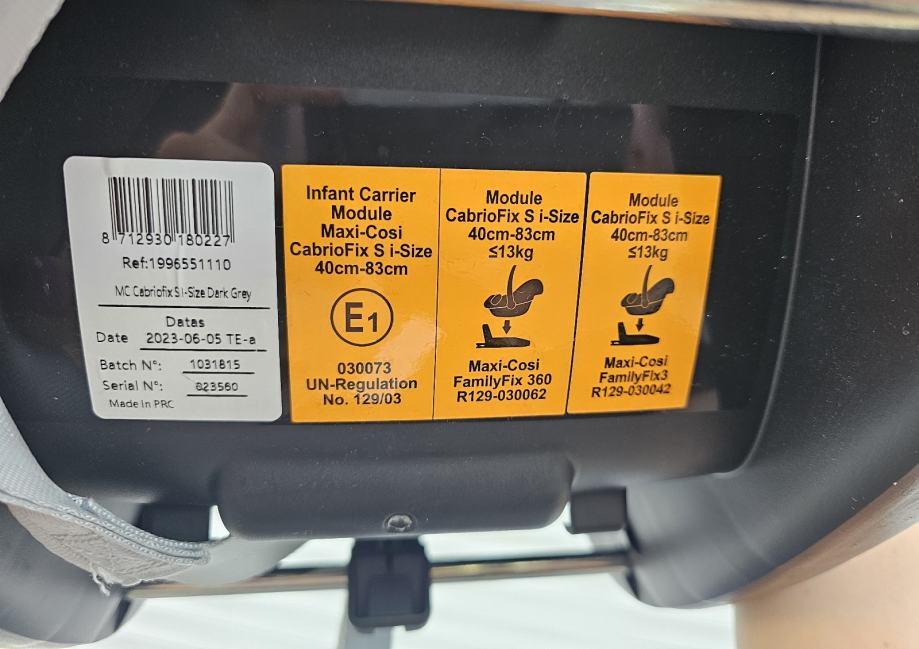 8 712930 180227
Ref:1996551110
MC Cabriofix S i-Size Dark Grey
Datas
Date 2023-06-05 TE-a
Batch N°: 1031815
Serial N°: 023560
Made In PRC
Infant Carrier
Module
Maxi-Cosi
CabrioFix S i-Size
40cm-83cm
E1
030073
UN-Regulation
No. 129/03
Module
CabrioFix S i-Size
40cm-83cm
≤13kg
Maxi-Cosi
FamilyFix 360
R129-030062
Module
CabrioFix S i-Size
40cm-83cm
≤13kg
Maxi-Cosi
FamilyFix3
R129-030042